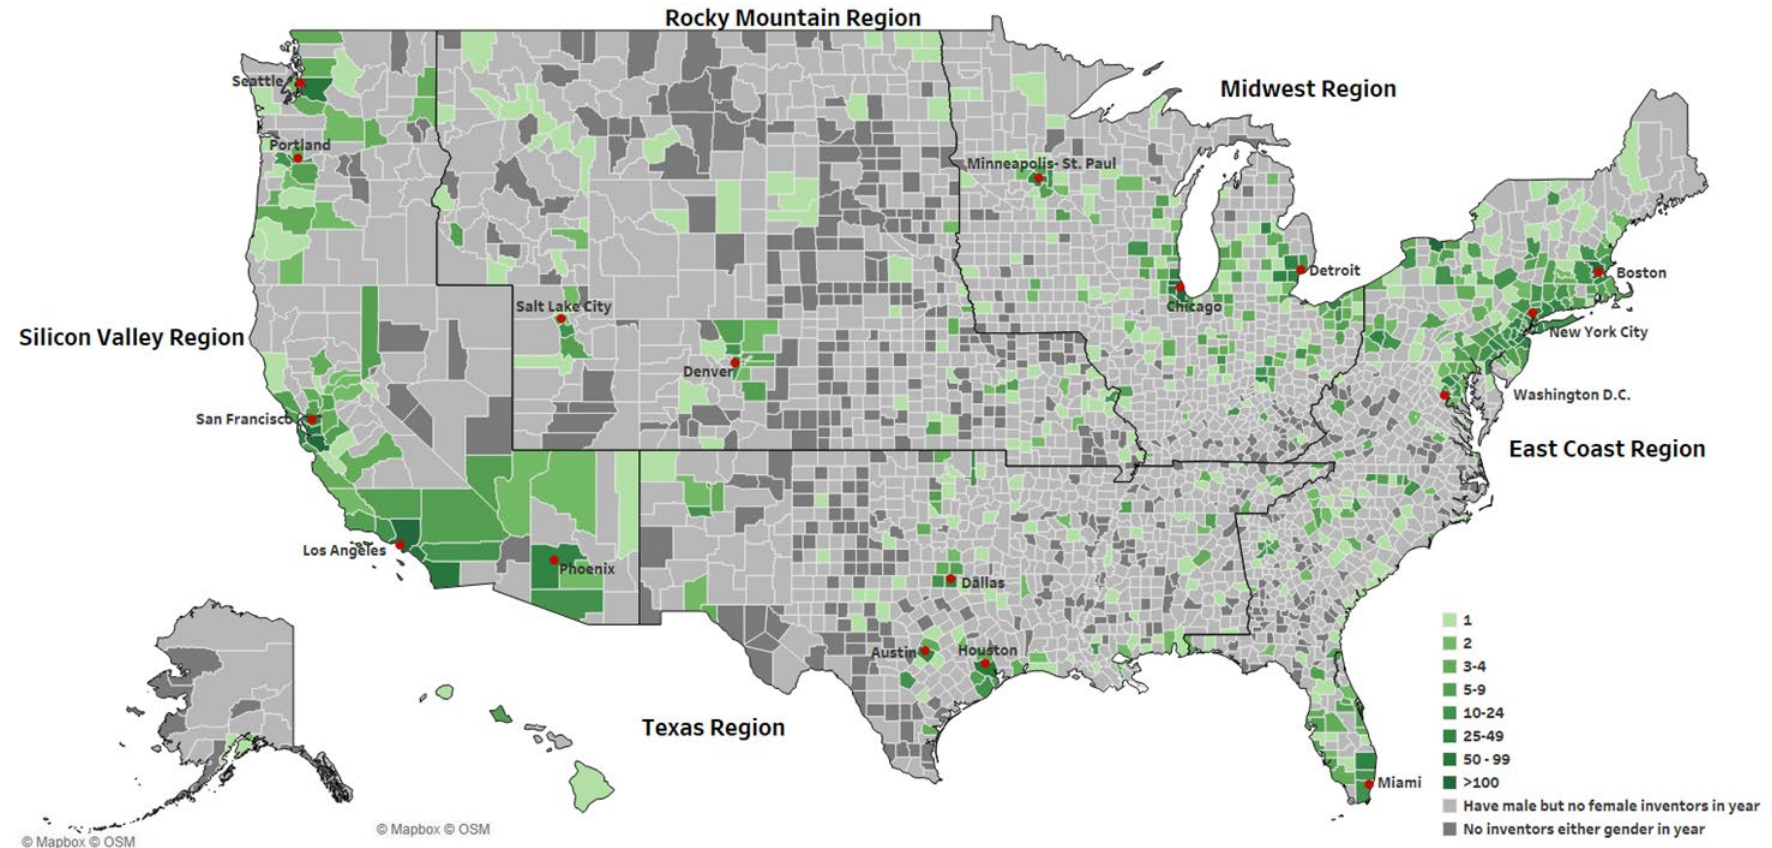 Rocky Mountain Region
Midwest Region
Seattle
Portland
Minneapolis- St. Paul
Detroit
Boston
Salt Lake City
Chicago
Silicon Valley Region
New York City
Denver
Washington D.C.
San Francisco
East Coast Region
Los Angeles
Phoenix
Dallas
Austin
Houston
Texas Region
Miami
1
2
3-4
5-9
10-24
25-49
50 - 99
>100
Have male but no female inventors in year
No inventors either gender in year
© Mapbox © OSM
© Mapbox © OSM